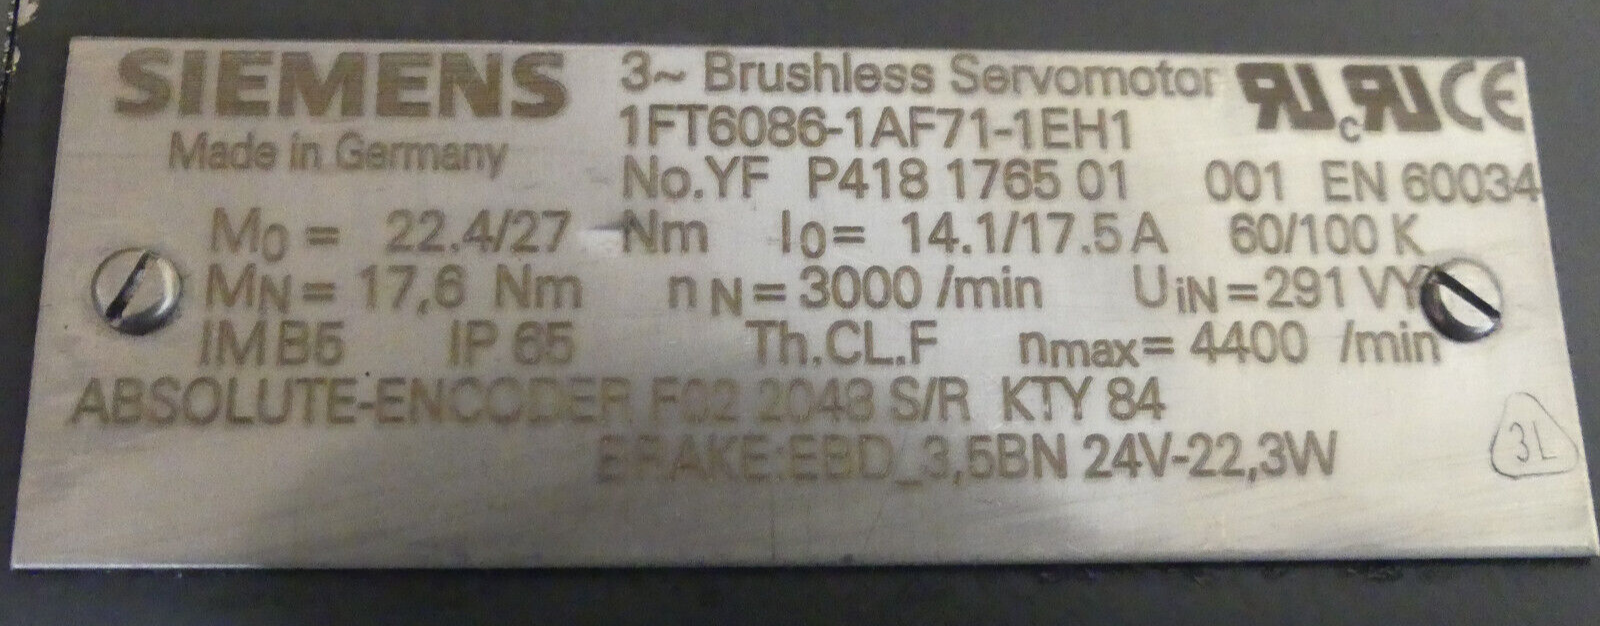 SIEMENS
Made in Germany
3~ Brushless Servomotor
1FT6086-1AF71-1EH1
No.YF P418 1765 01 001 EN 60034
M0 = 22.4/27 Nm I0= 14.1/17.5 A 60/100 K
MN= 17,6 Nm nN=3000 /min UiN=291 VY
IM B5 IP 65 Th.CL.F nmax= 4400 /min
ABSOLUTE-ENCODER F02 2048 S/R KTY 84
BRAKE:EBD_3,5BN 24V-22,3W
3L
RU cRU CE